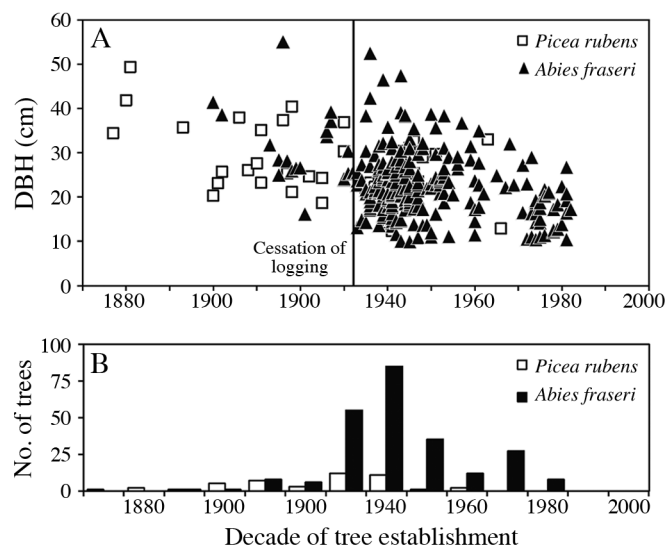 60
50
40
30
20
10
0
DBH (cm)
A
Picea rubens
Abies fraseri
Cessation of
logging
1880 1900 1900 1940 1960 1980 2000
100
75
50
25
0
No. of trees
B
Picea rubens
Abies fraseri
1880 1900 1900 1940 1960 1980 2000
Decade of tree establishment